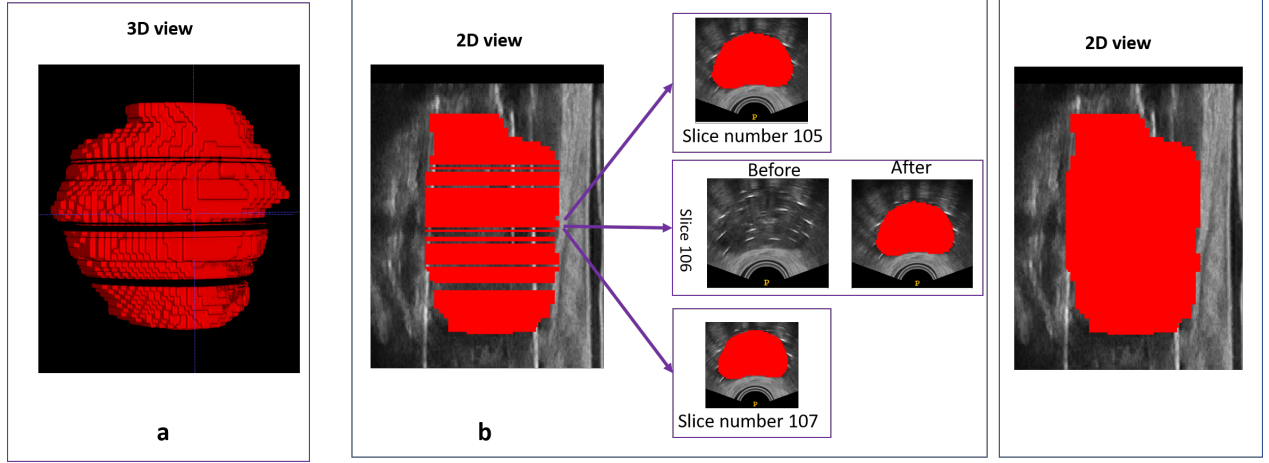 3D view
a
2D view
b
Slice number 105
P
Before
After
Slice 106
P
P
Slice number 107
P
2D view